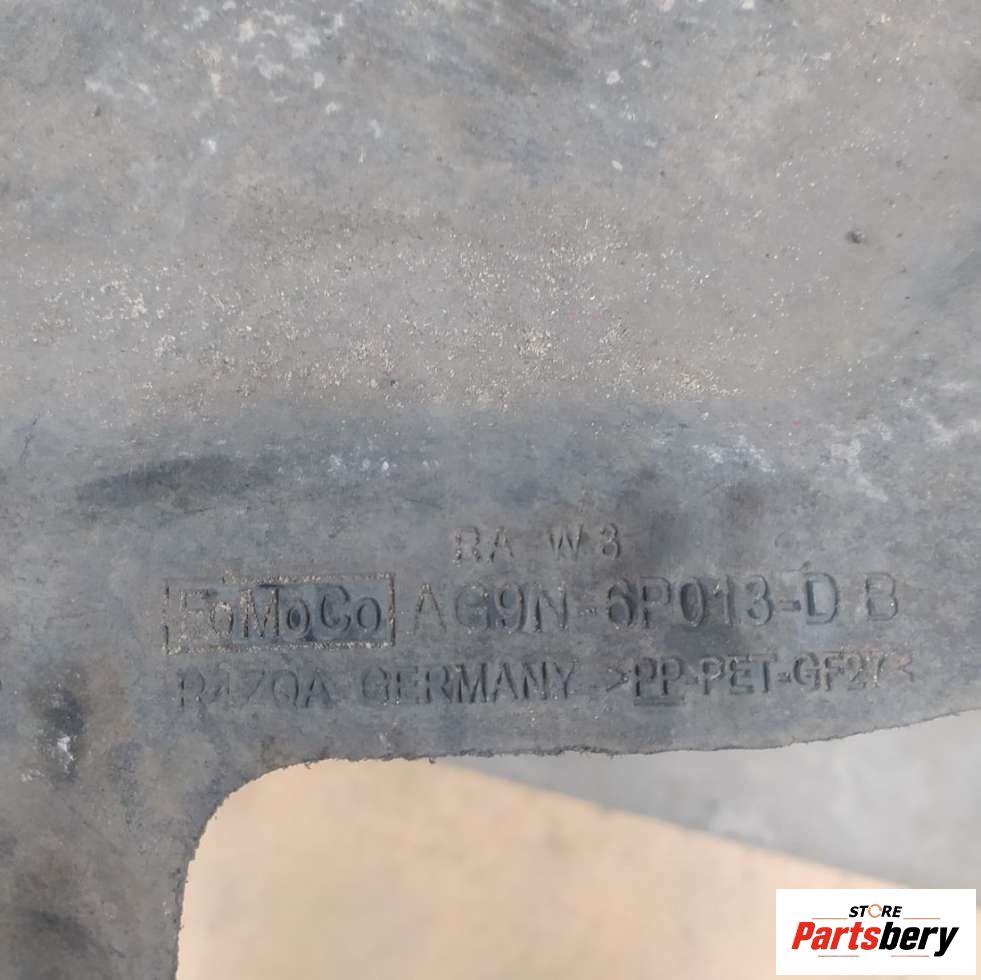 RA W3
FoMoCo AG9N-6P013-D B
R4ZQA GERMANY >PP-PET-GF27<
STORE
Partsbery